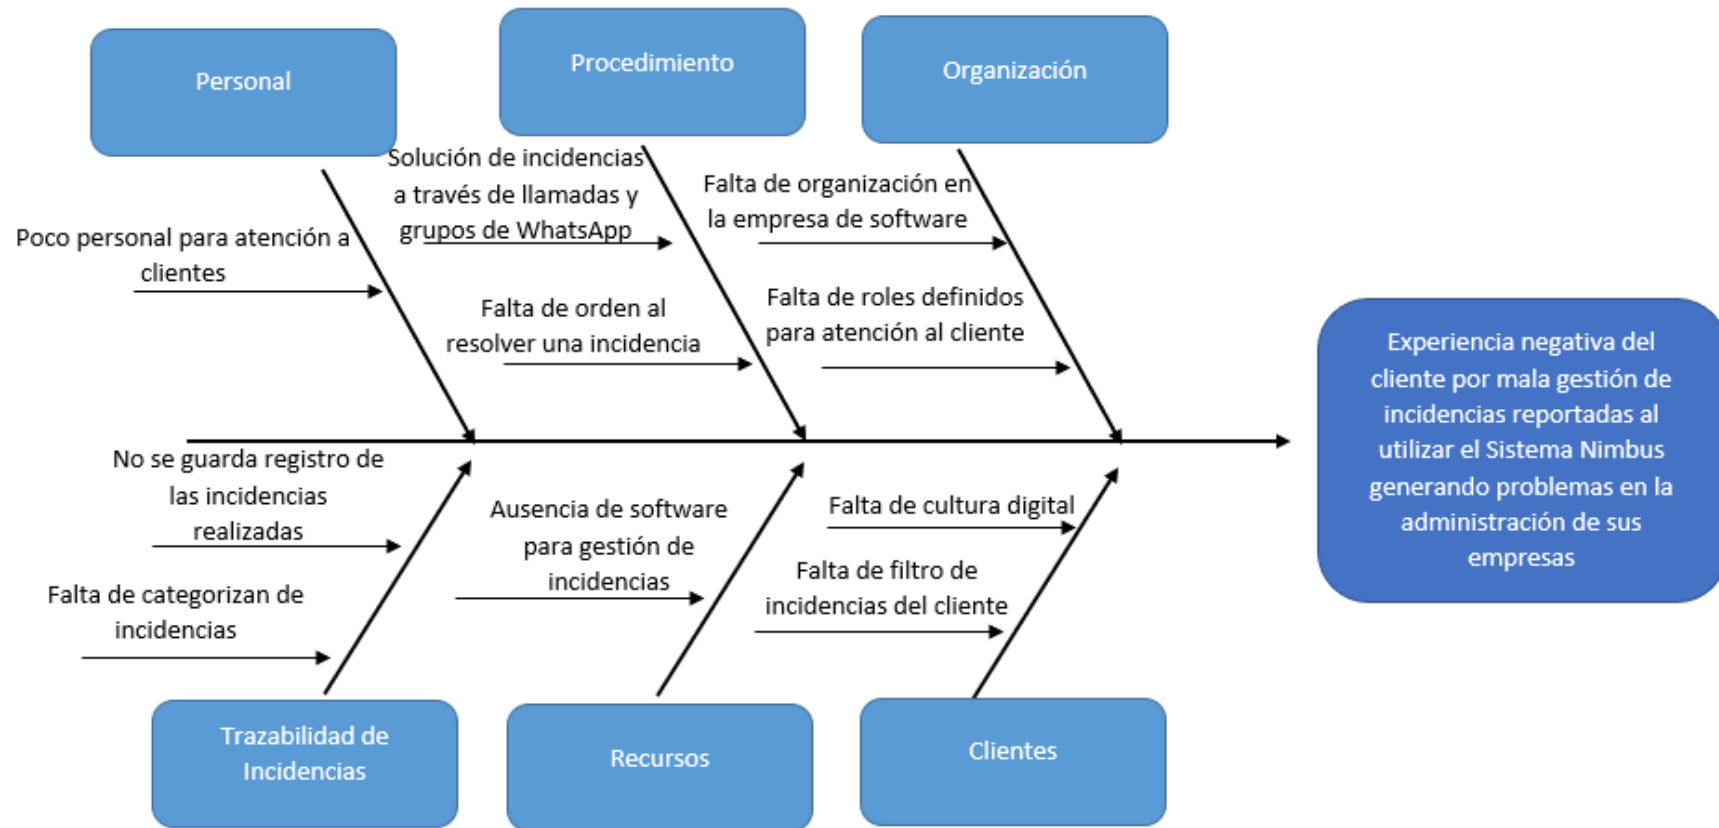 Personal
Procedimiento
Organización
Poco personal para atención a
clientes
Solución de incidencias
a través de llamadas y
grupos de WhatsApp
Falta de orden al
resolver una incidencia
Falta de organización en
la empresa de software
Falta de roles definidos
para atención al cliente
Experiencia negativa del
cliente por mala gestión de
incidencias reportadas al
utilizar el Sistema Nimbus
generando problemas en la
administración de sus
empresas
No se guarda registro de
las incidencias
realizadas
Falta de categorizan de
incidencias
Ausencia de software
para gestión de
incidencias
Falta de cultura digital
Falta de filtro de
incidencias del cliente
Trazabilidad de
Incidencias
Recursos
Clientes